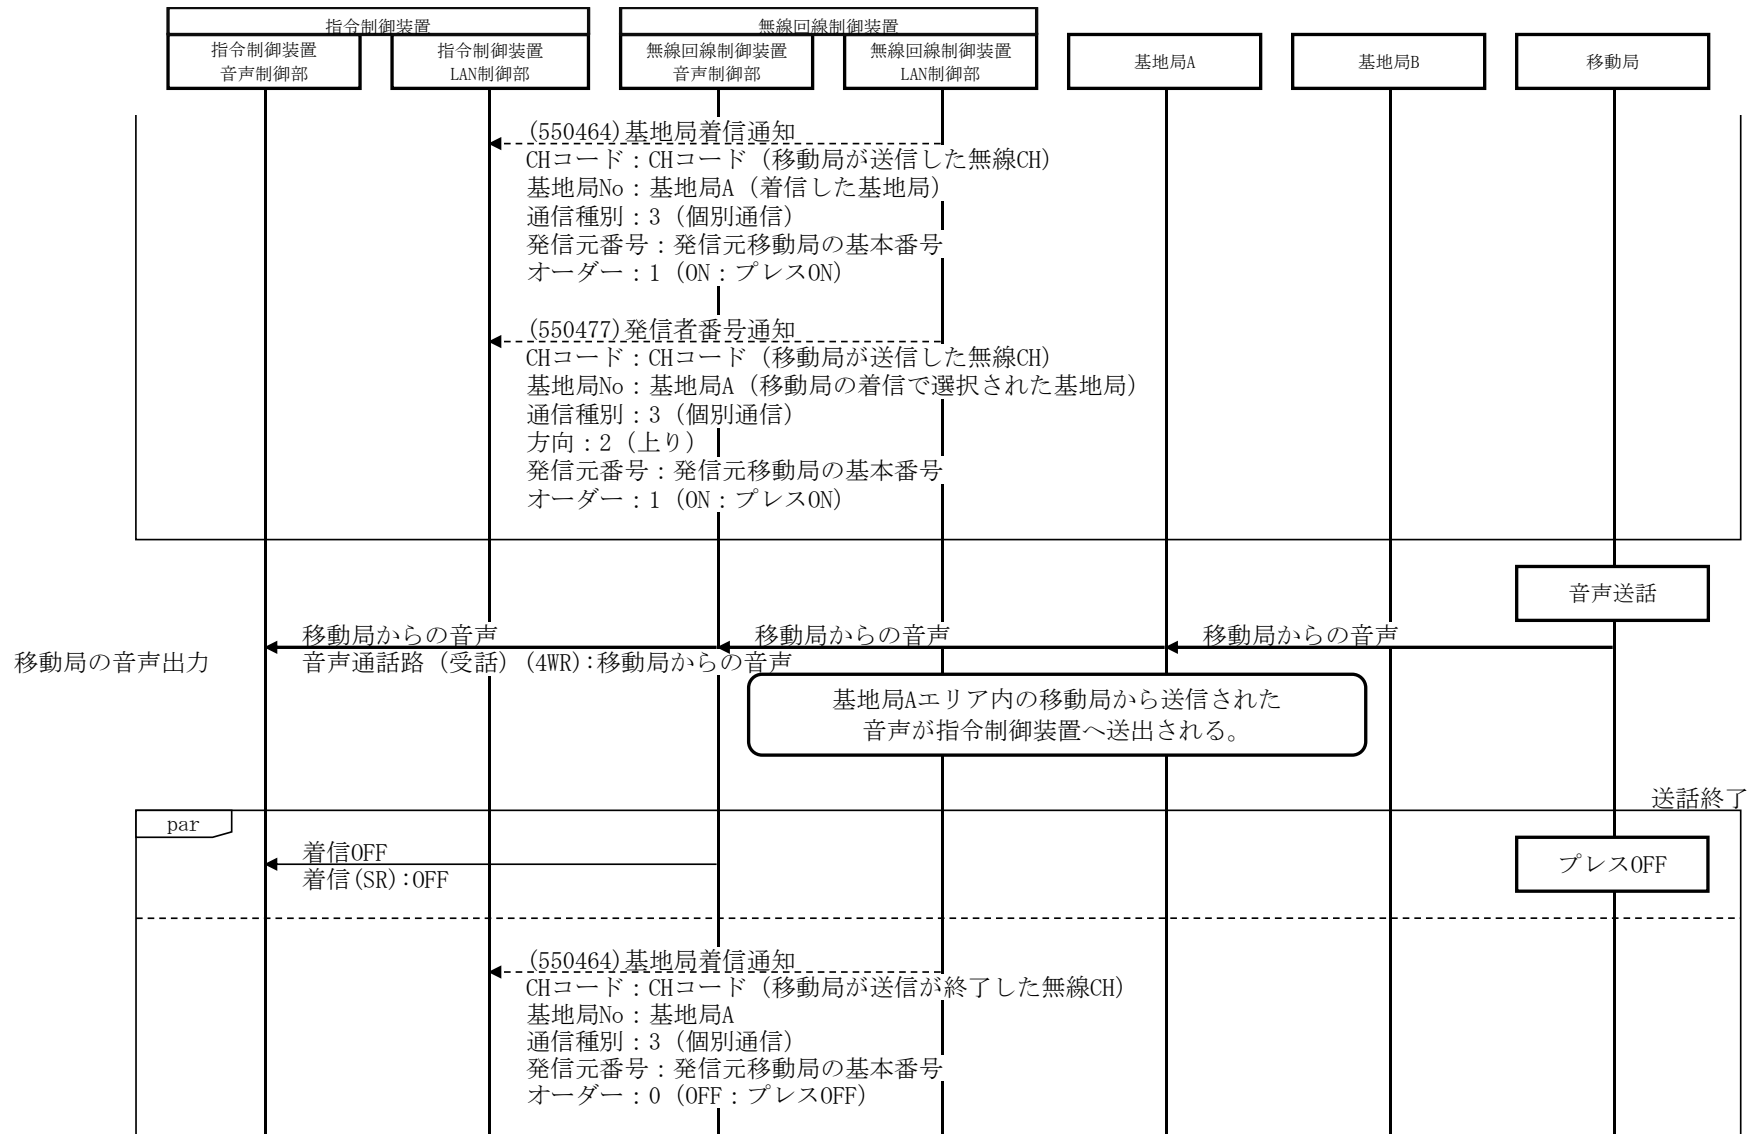 指令制御装置
無線回線制御装置
指令制御装置
音声制御部
指令制御装置
LAN制御部
無線回線制御装置
音声制御部
無線回線制御装置
LAN制御部
基地局A
基地局B
移動局
(550464)基地局着信通知
CHコード：CHコード（移動局が送信した無線CH）
基地局No：基地局A（着信した基地局）
通信種別：3（個別通信）
発信元番号：発信元移動局の基本番号
オーダー：1（ON：プレスON）
(550477)発信者番号通知
CHコード：CHコード（移動局が送信した無線CH）
基地局No：基地局A（移動局の着信で選択された基地局）
通信種別：3（個別通信）
方向：2（上り）
発信元番号：発信元移動局の基本番号
オーダー：1（ON：プレスON）
音声送話
移動局からの音声
移動局からの音声
移動局からの音声
移動局の音声出力
音声通話路（受話）(4WR):移動局からの音声
基地局Aエリア内の移動局から送信された
音声が指令制御装置へ送出される。
送話終了
par
着信OFF
着信(SR):OFF
プレスOFF
(550464)基地局着信通知
CHコード：CHコード（移動局が送信が終了した無線CH）
基地局No：基地局A
通信種別：3（個別通信）
発信元番号：発信元移動局の基本番号
オーダー：0（OFF：プレスOFF）